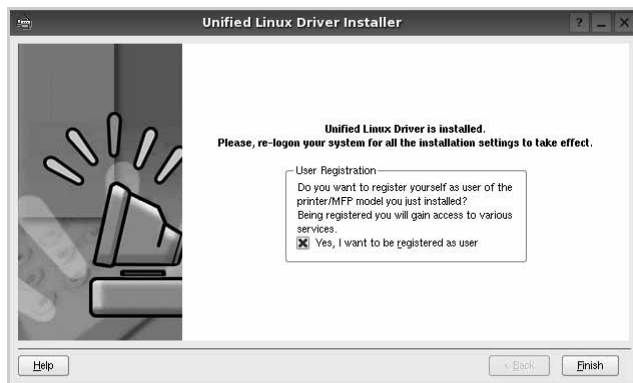 Unified Linux Driver Installer
Unified Linux Driver is installed.
Please, re-logon your system for all the installation settings to take effect.
User Registration
Do you want to register yourself as user of the
printer/MFP model you just installed?
Being registered you will gain access to various
services.
Yes, I want to be registered as user
Help
< Back
Finish